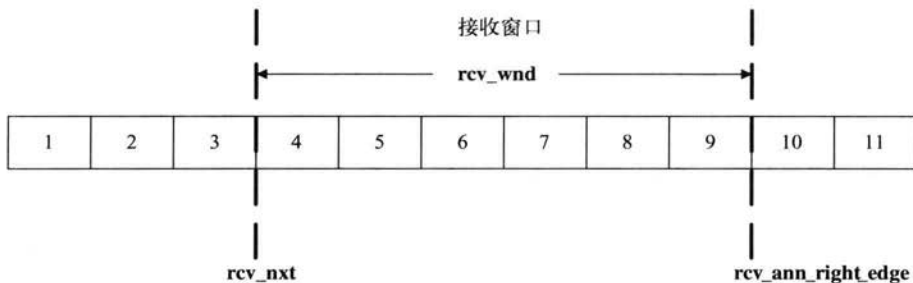 接收窗口
rcv_wnd
1 2 3 4 5 6 7 8 9 10 11
rcv_nxt rcv_ann_right_edge